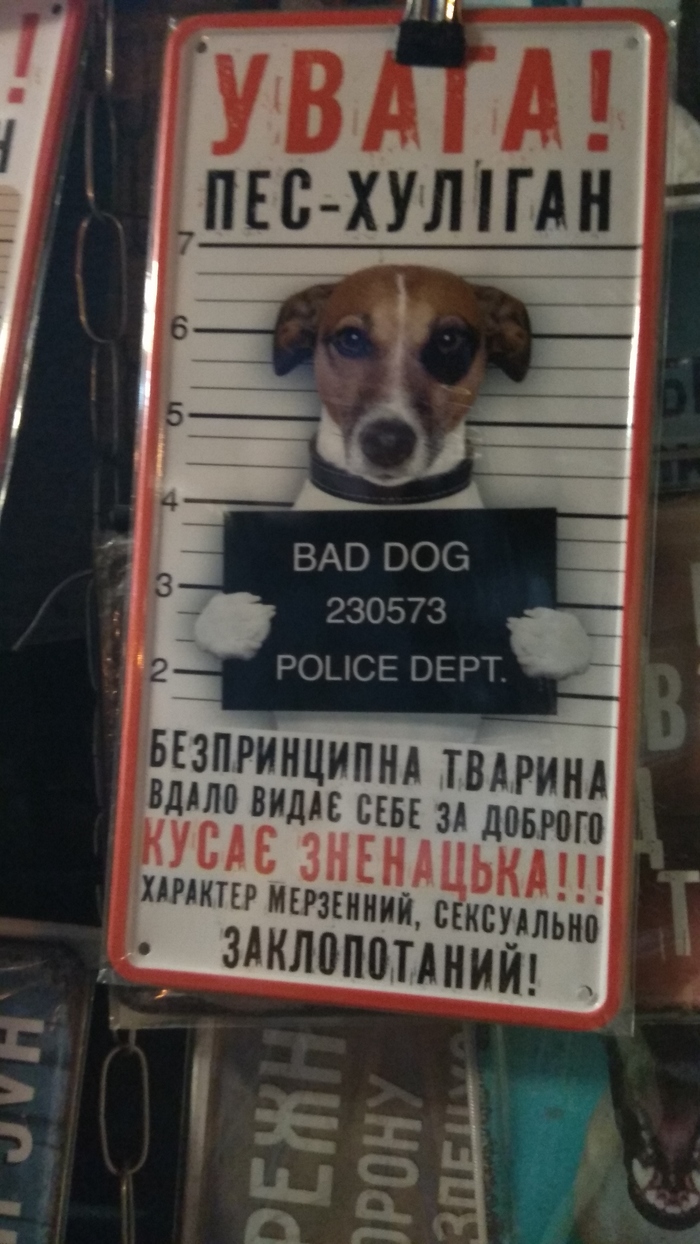 УВАГА!
ПЕС-ХУЛІГАН
7
6
5
4
3
2
BAD DOG
230573
POLICE DEPT.
БЕЗПРИНЦИПНА ТВАРИНА
ВДАЛО ВИДАЄ СЕБЕ ЗА ДОБРОГО
КУСАЄ ЗНЕНАЦЬКА!!!
ХАРАКТЕР МЕРЗЕННИЙ, СЕКСУАЛЬНО
ЗАКЛОПОТАНИЙ!